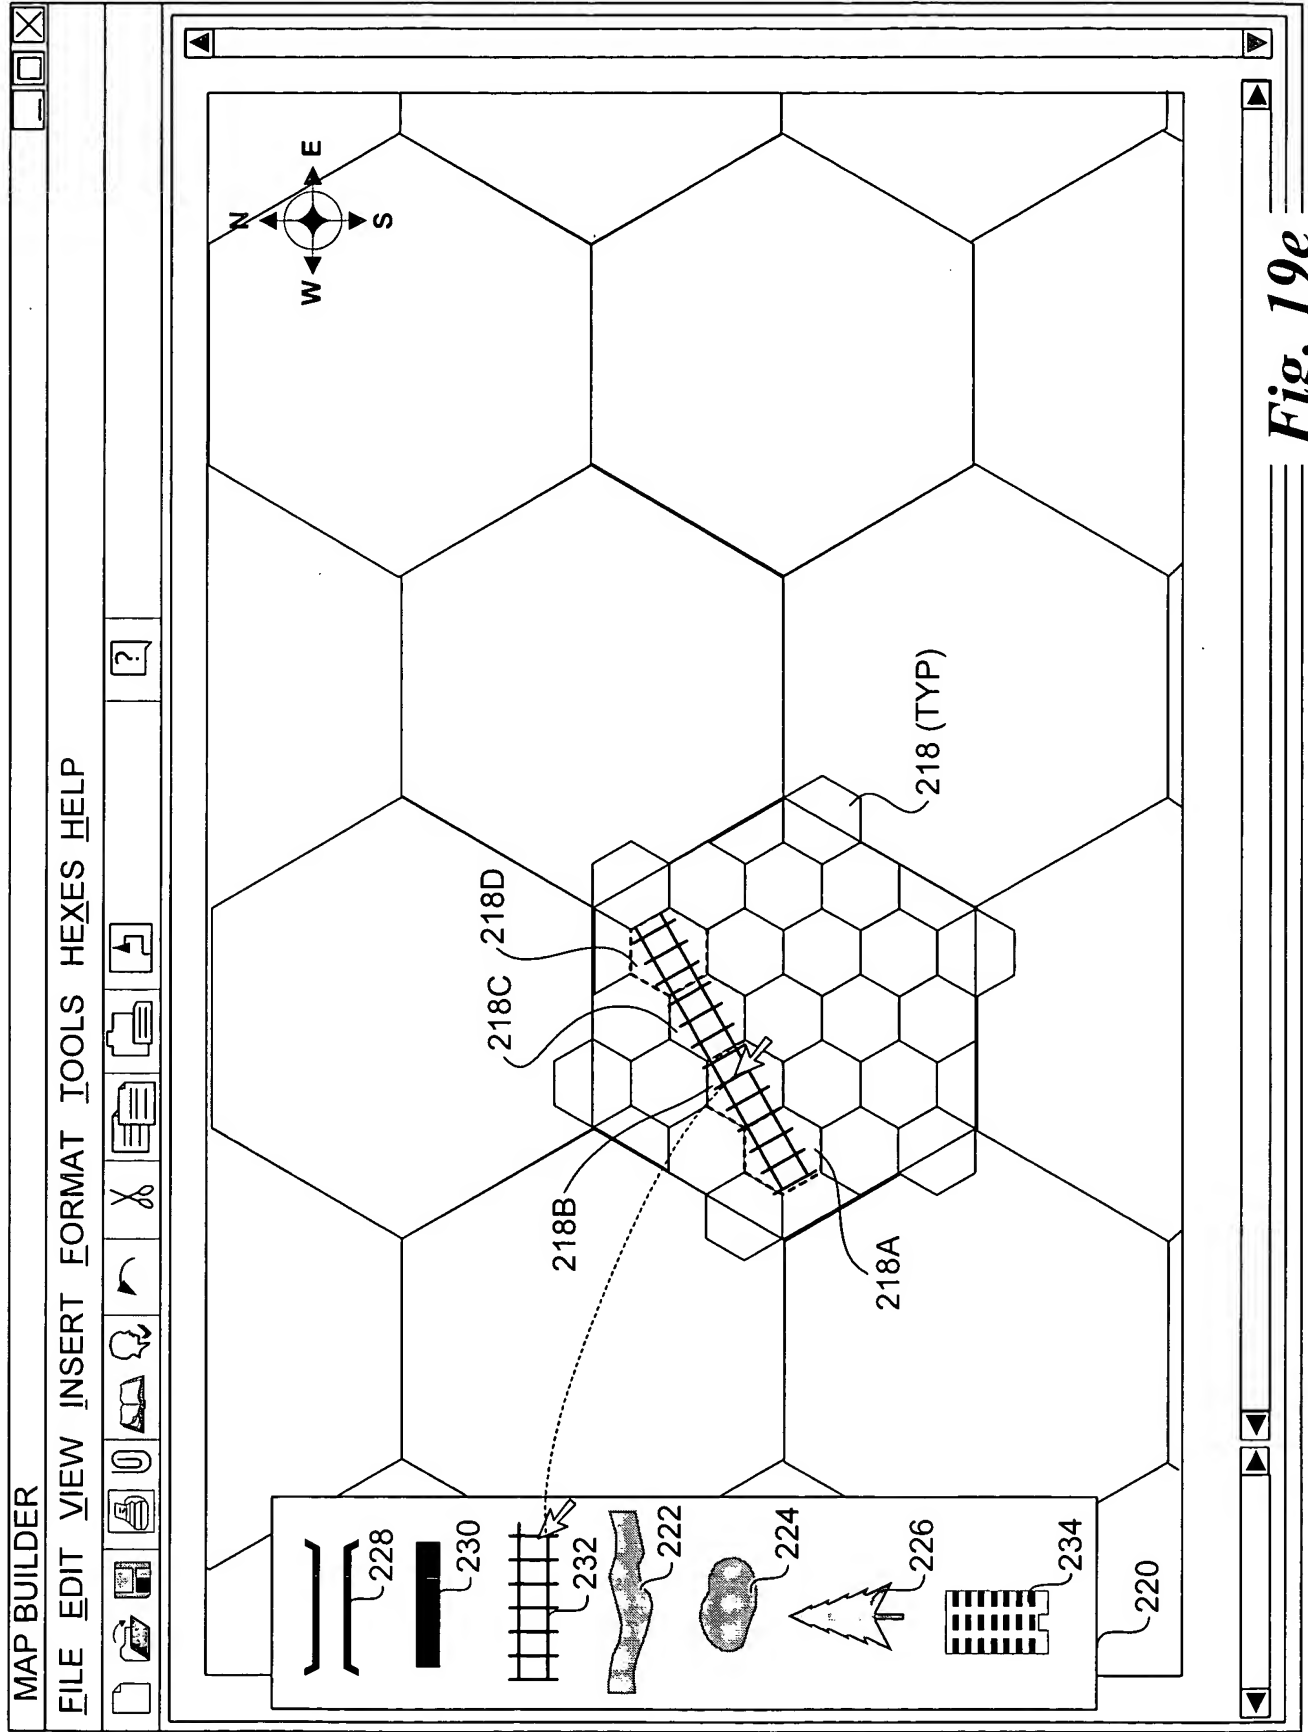 MAP BUILDER
FILE EDIT VIEW INSERT FORMAT TOOLS HEXES HELP
?
N
W E
S
218D
218C
218B
218A
218 (TYP)
228
230
232
222
224
226
234
220
Fig. 19e